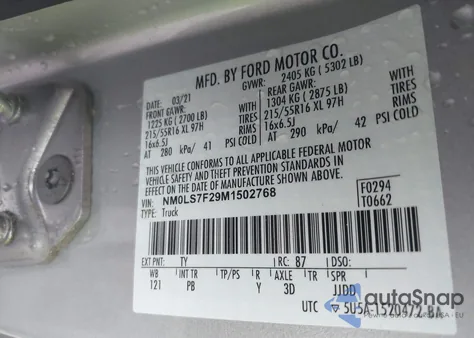 MFD. BY FORD MOTOR CO.
DATE: 03/21 GVWR: 2405 KG ( 5302 LB)
FRONT GAWR: REAR GAWR:
1225 KG ( 2700 LB) WITH 1304 KG ( 2875 LB) WITH
215/55R16 XL 97H TIRES 215/55R16 XL 97H TIRES
16x6.5J RIMS 16x6.5J RIMS
AT 280 kPa/ 41 PSI COLD AT 290 kPa/ 42 PSI COLD
THIS VEHICLE CONFORMS TO ALL APPLICABLE FEDERAL MOTOR
VEHICLE SAFETY AND THEFT PREVENTION STANDARDS IN
EFFECT ON THE DATE OF MANUFACTURE SHOWN ABOVE.
VIN: NM0LS7F29M1502768 F0294
TYPE: Truck T0662
EXT PNT: TY RC: 87 DSO:
WB INT TR TP/PS R AXLE TR SPR
121 PB Y 3D JJDD
UTC 5U5A-1520472-BA
autoSnap